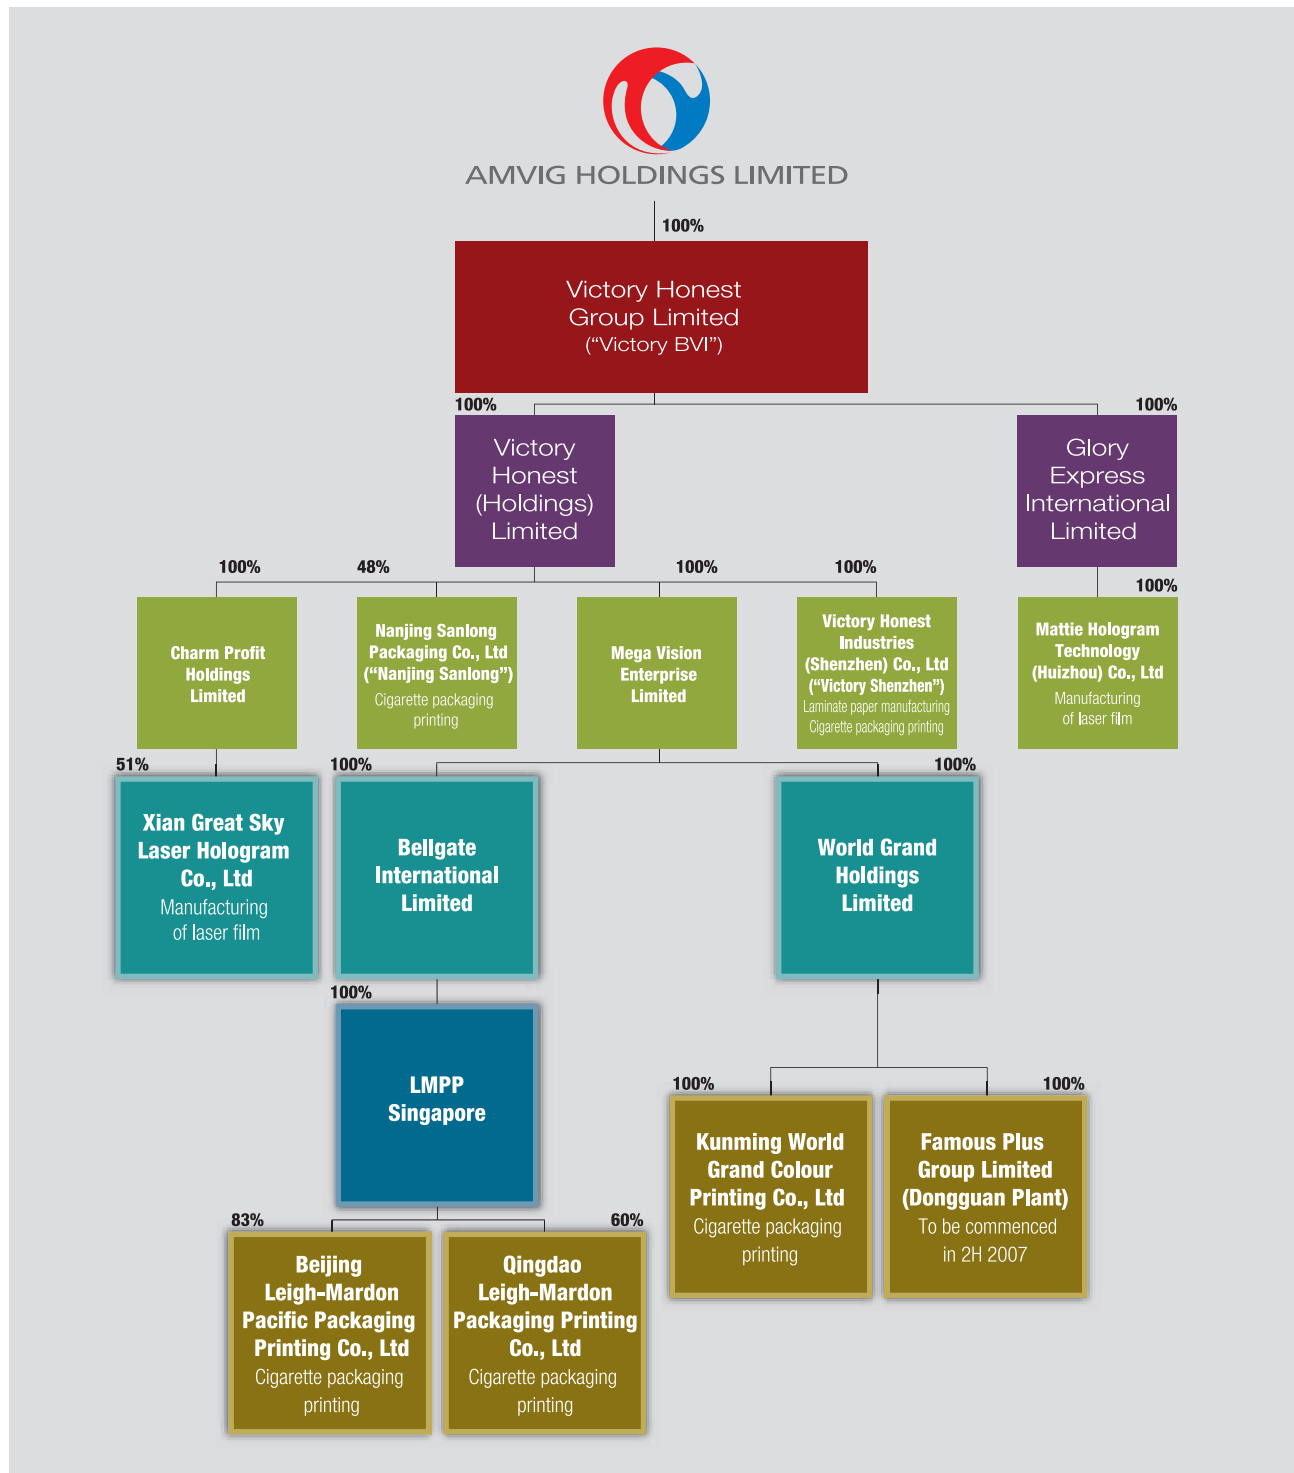 AMVIG HOLDINGS LIMITED
100%
Victory Honest
Group Limited
(“Victory BVI”)
100%
100%
Victory
Honest
(Holdings)
Limited
Glory
Express
International
Limited
100%
48%
100%
100%
100%
Charm Profit
Holdings
Limited
Nanjing Sanlong
Packaging Co., Ltd
(“Nanjing Sanlong”)
Cigarette packaging
printing
Mega Vision
Enterprise
Limited
Victory Honest
Industries
(Shenzhen) Co., Ltd
(“Victory Shenzhen”)
Laminate paper manufacturing
Cigarette packaging printing
Mattie Hologram
Technology
(Huizhou) Co., Ltd
Manufacturing
of laser film
51%
100%
100%
Xian Great Sky
Laser Hologram
Co., Ltd
Manufacturing
of laser film
Bellgate
International
Limited
World Grand
Holdings
Limited
100%
LMPP
Singapore
100%
100%
Kunming World
Grand Colour
Printing Co., Ltd
Cigarette packaging
printing
Famous Plus
Group Limited
(Dongguan Plant)
To be commenced
in 2H 2007
83%
60%
Beijing
Leigh-Mardon
Pacific Packaging
Printing Co., Ltd
Cigarette packaging
printing
Qingdao
Leigh-Mardon
Packaging Printing
Co., Ltd
Cigarette packaging
printing